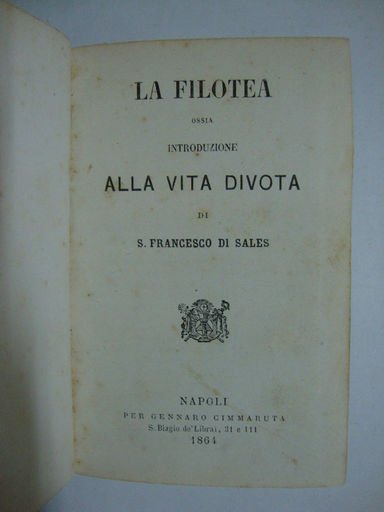 LA FILOTEA
OSSIA
INTRODUZIONE
ALLA VITA DIVOTA
DI
S. FRANCESCO DI SALES
NAPOLI
PER GENNARO CIMMARUTA
S. Biagio de' Librai, 31 e 111
1864